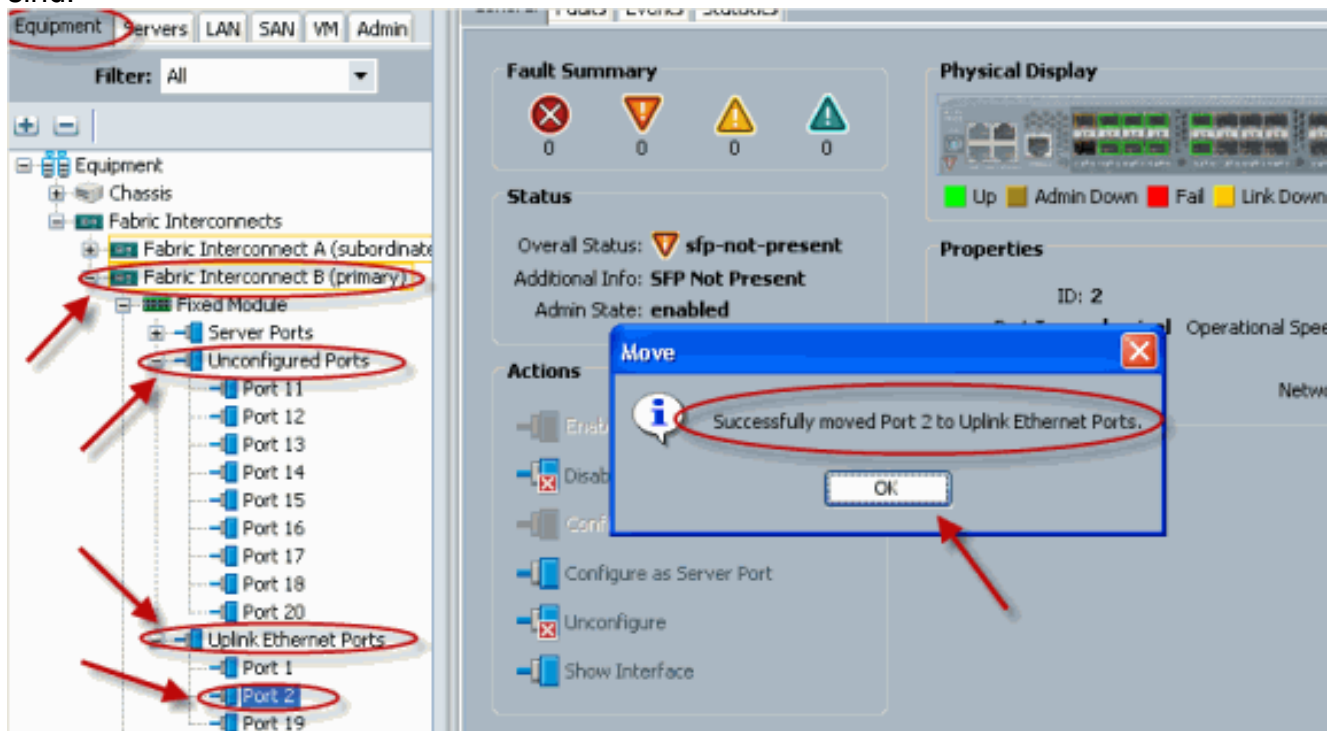 Equipment Servers LAN SAN VM Admin
Filter: All
Equipment
Chassis
Fabric Interconnects
Fabric Interconnect A (subordinate
Fabric Interconnect B (primary)
Fixed Module
Server Ports
Unconfigured Ports
Port 11
Port 12
Port 13
Port 14
Port 15
Port 16
Port 17
Port 18
Port 20
Uplink Ethernet Ports
Port 1
Port 2
Port 19
General Faults Events Statistics
Fault Summary
0 0 0 0
Status
Overall Status: sfp-not-present
Additional Info: SFP Not Present
Admin State: enabled
Actions
Enab
Disab
Conf
Configure as Server Port
Unconfigure
Show Interface
Physical Display
Up Admin Down Fail Link Down
Properties
ID: 2
Operational Spee
Netwo
Move
Successfully moved Port 2 to Uplink Ethernet Ports.
OK